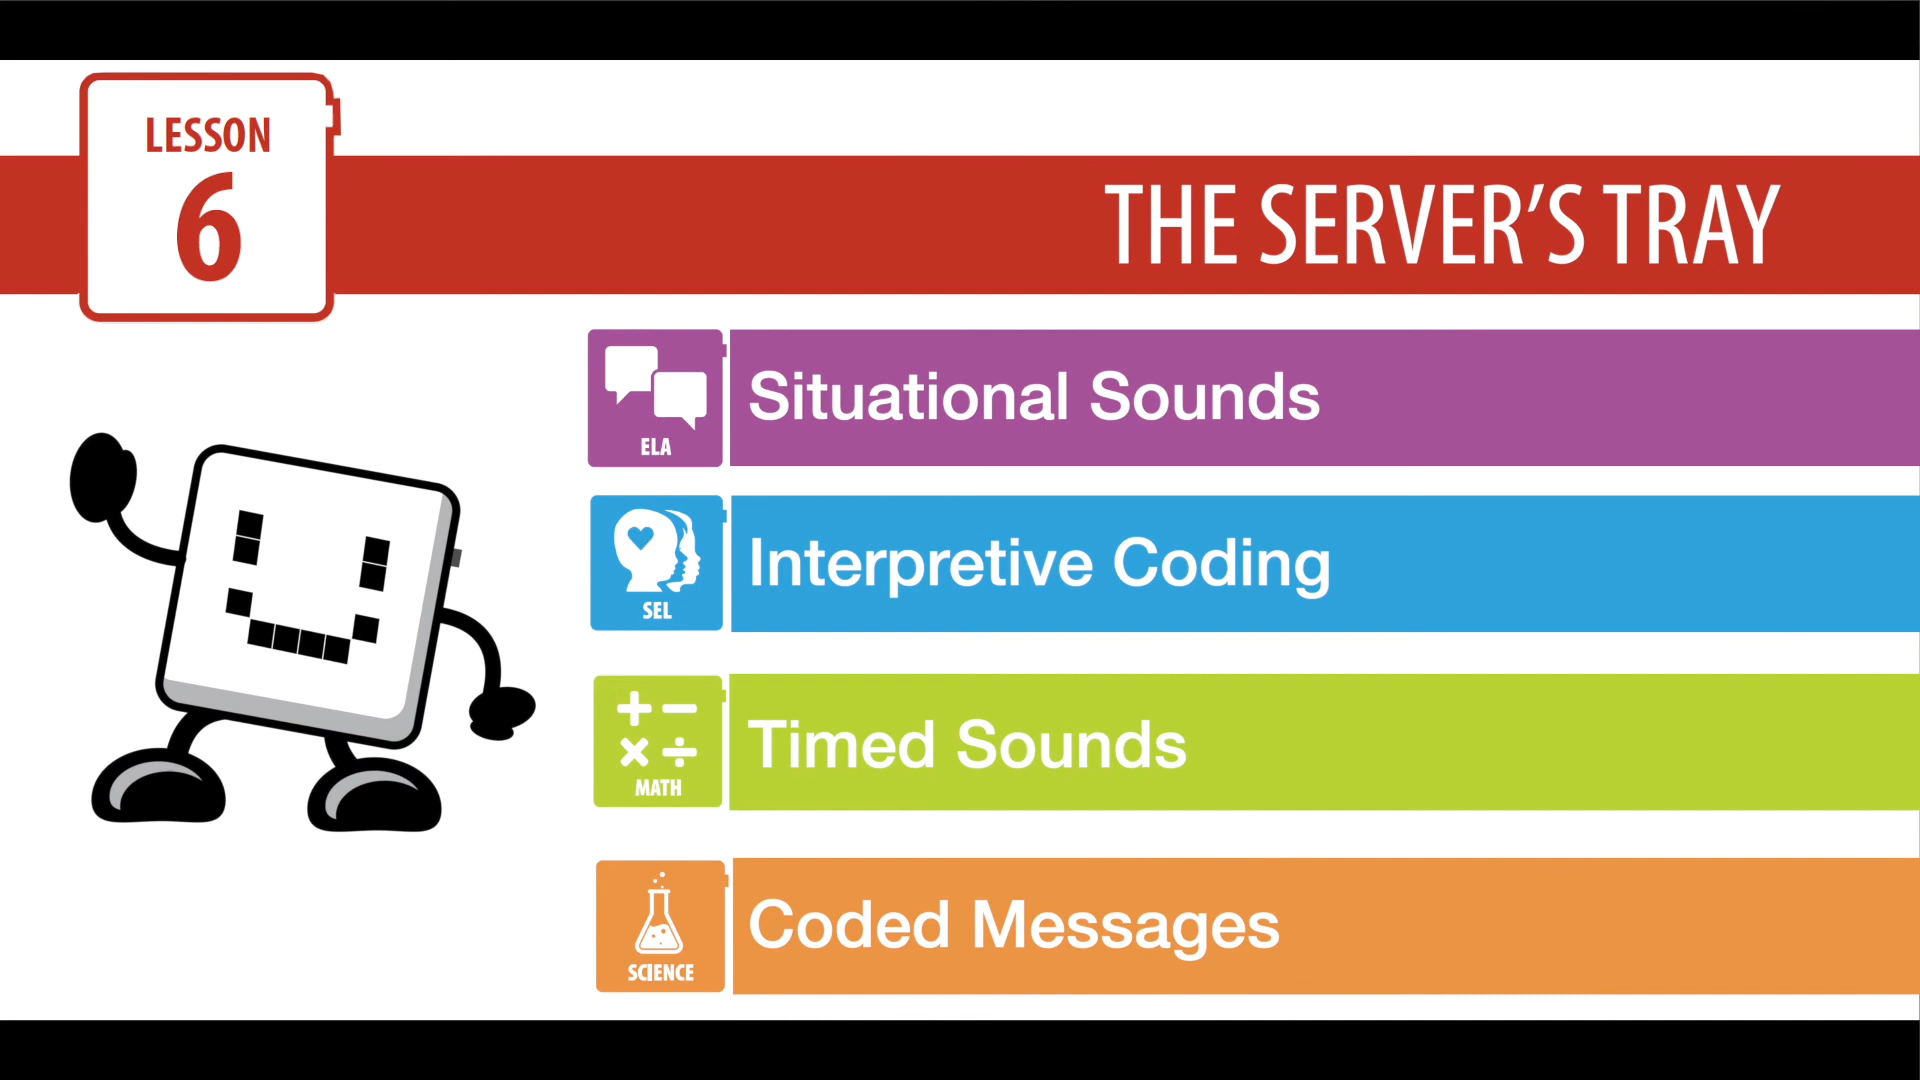 LESSON
6
THE SERVER’S TRAY
ELA
Situational Sounds
SEL
Interpretive Coding
MATH
Timed Sounds
SCIENCE
Coded Messages